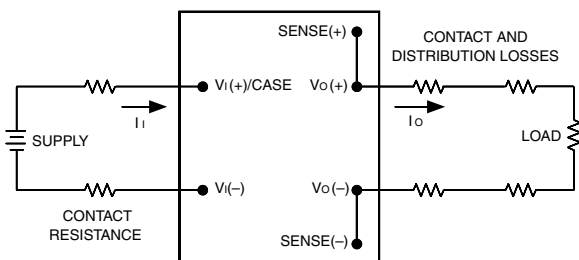 SENSE(+)
CONTACT AND
DISTRIBUTION LOSSES
VI(+)/CASE
VO(+)
II
IO
SUPPLY
LOAD
VI(–)
VO(–)
CONTACT
RESISTANCE
SENSE(–)